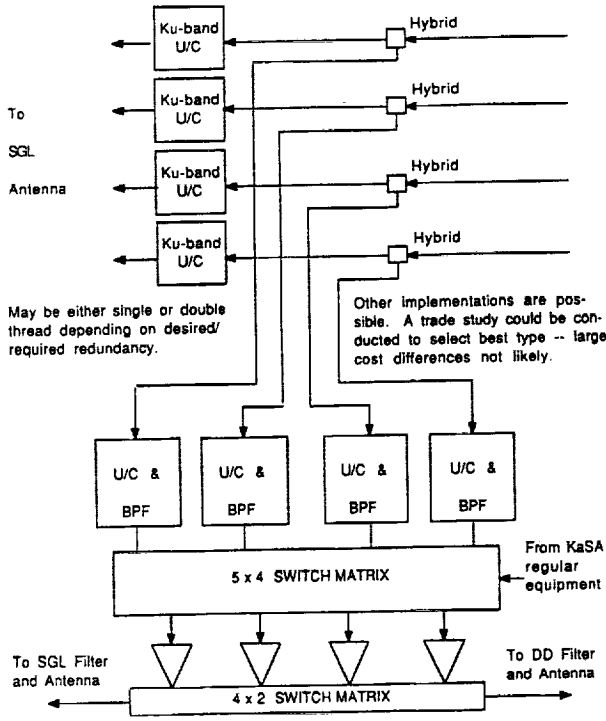 Hybrid
Ku-band
U/C
Hybrid
Ku-band
U/C
To
SGL
Antenna
Hybrid
Ku-band
U/C
Hybrid
Ku-band
U/C
May be either single or double
thread depending on desired/
required redundancy.
Other implementations are pos-
sible. A trade study could be con-
ducted to select best type -- large
cost differences not likely.
U/C &
BPF
U/C &
BPF
U/C &
BPF
U/C &
BPF
5 x 4 SWITCH MATRIX
From KaSA
regular
equipment
To SGL Filter
and Antenna
To DD Filter
and Antenna
4 x 2 SWITCH MATRIX